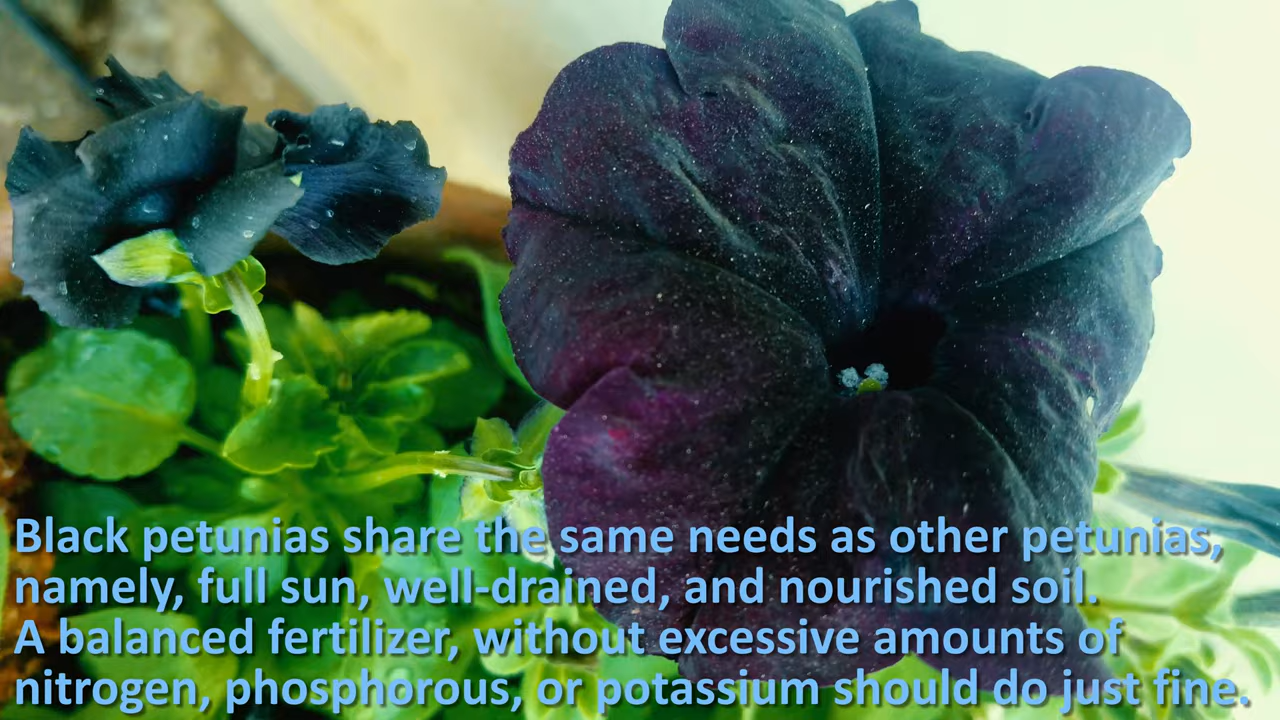 Black petunias share the same needs as other petunias,
namely, full sun, well-drained, and nourished soil.
A balanced fertilizer, without excessive amounts of
nitrogen, phosphorous, or potassium should do just fine.